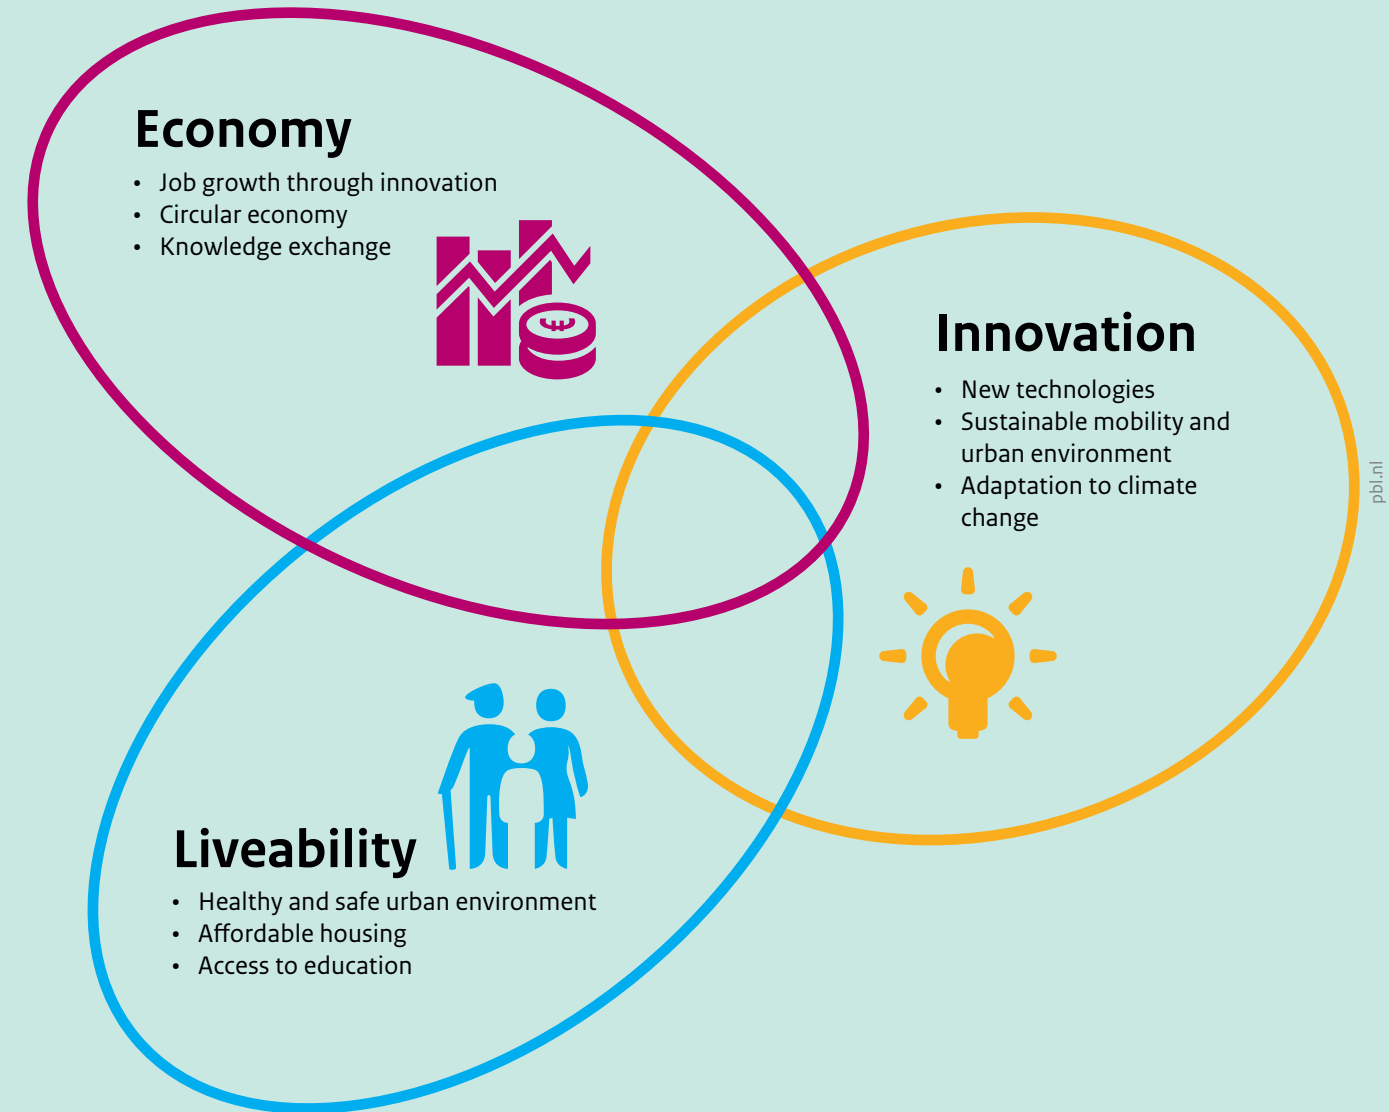 Economy
• Job growth through innovation
• Circular economy
• Knowledge exchange
Innovation
• New technologies
• Sustainable mobility and
urban environment
• Adaptation to climate
change
pbl.nl
Liveability
• Healthy and safe urban environment
• Affordable housing
• Access to education